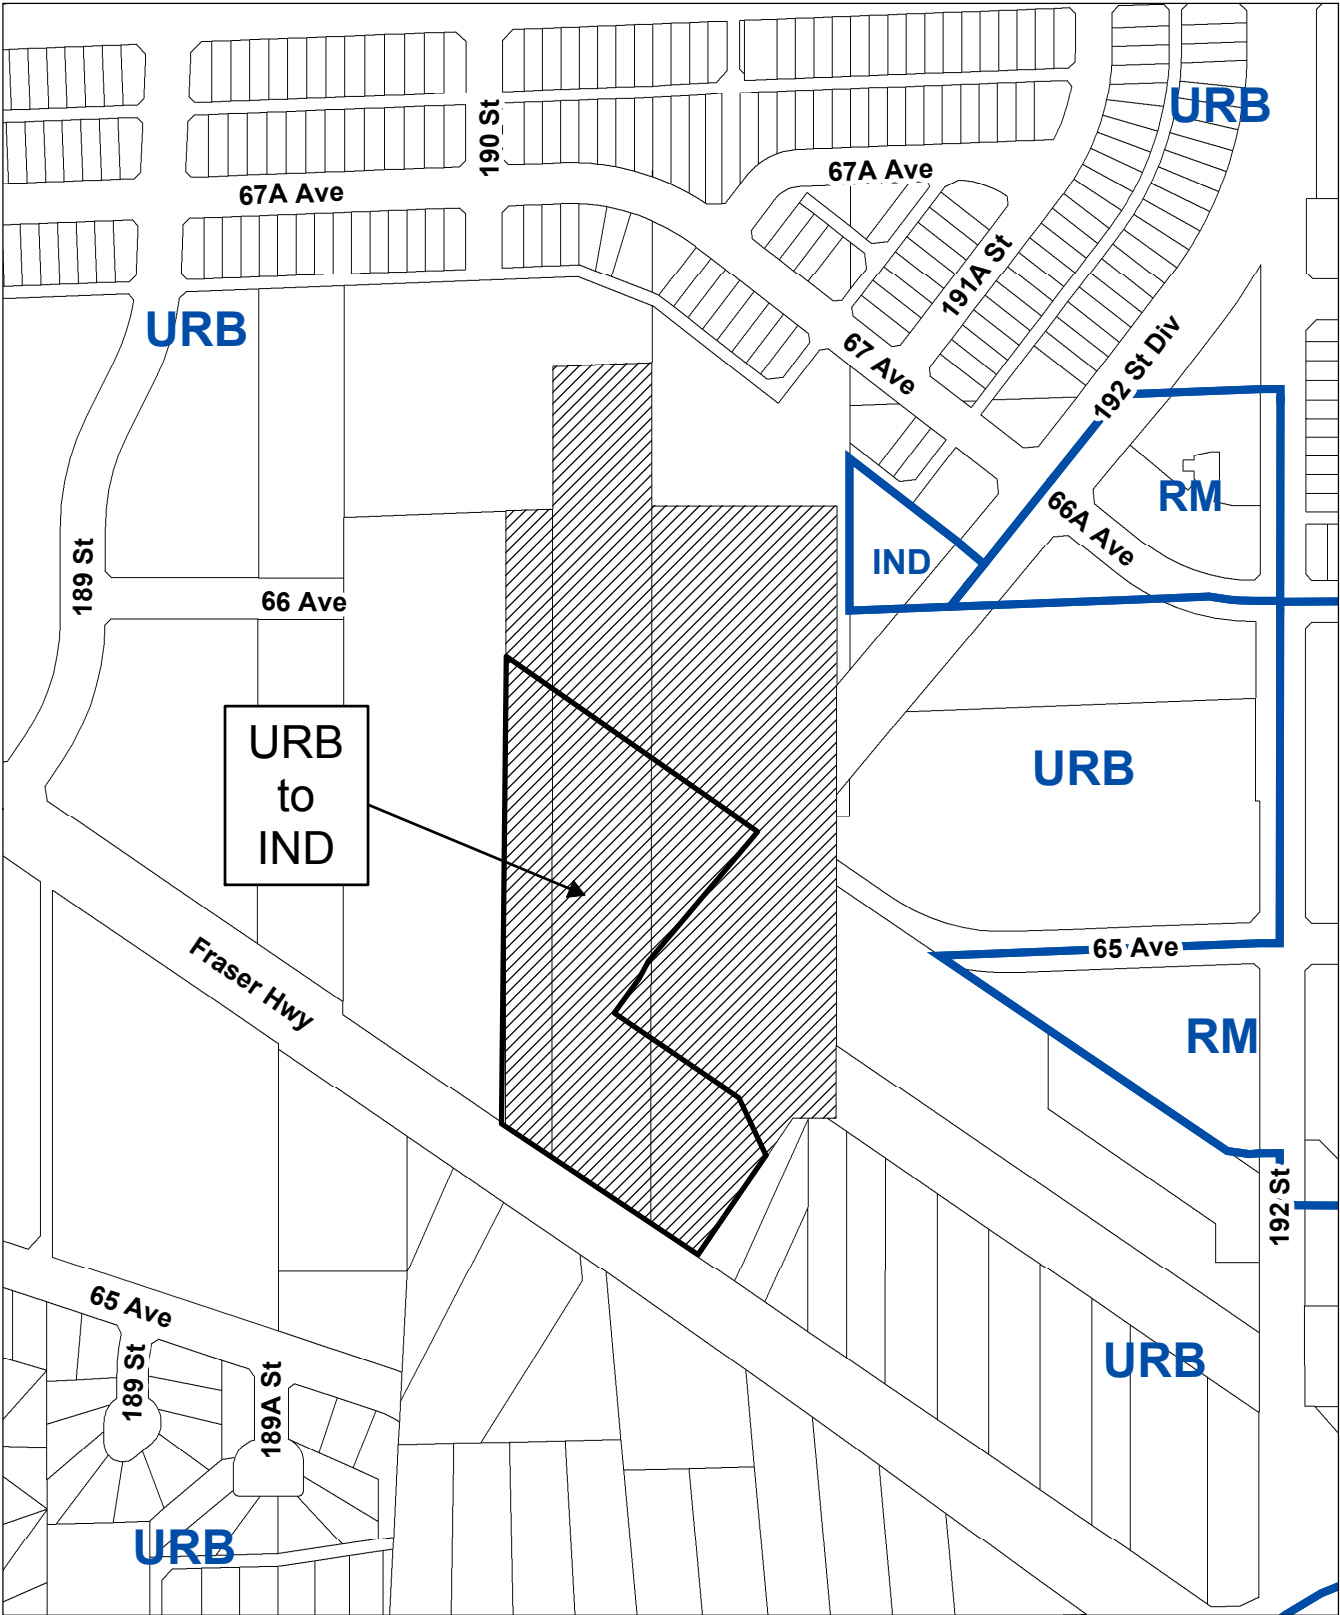 URB
190 St
67A Ave
67A Ave
191A St
URB
192 St Div
67 Ave
RM
66A Ave
189 St
IND
66 Ave
URB
to
IND
URB
Fraser Hwy
65 Ave
RM
192 St
65 Ave
189 St
189A St
URB
URB